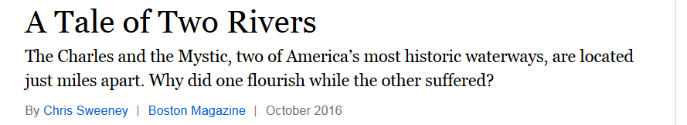 A Tale of Two Rivers
The Charles and the Mystic, two of America’s most historic waterways, are located
just miles apart. Why did one flourish while the other suffered?
By Chris Sweeney | Boston Magazine | October 2016